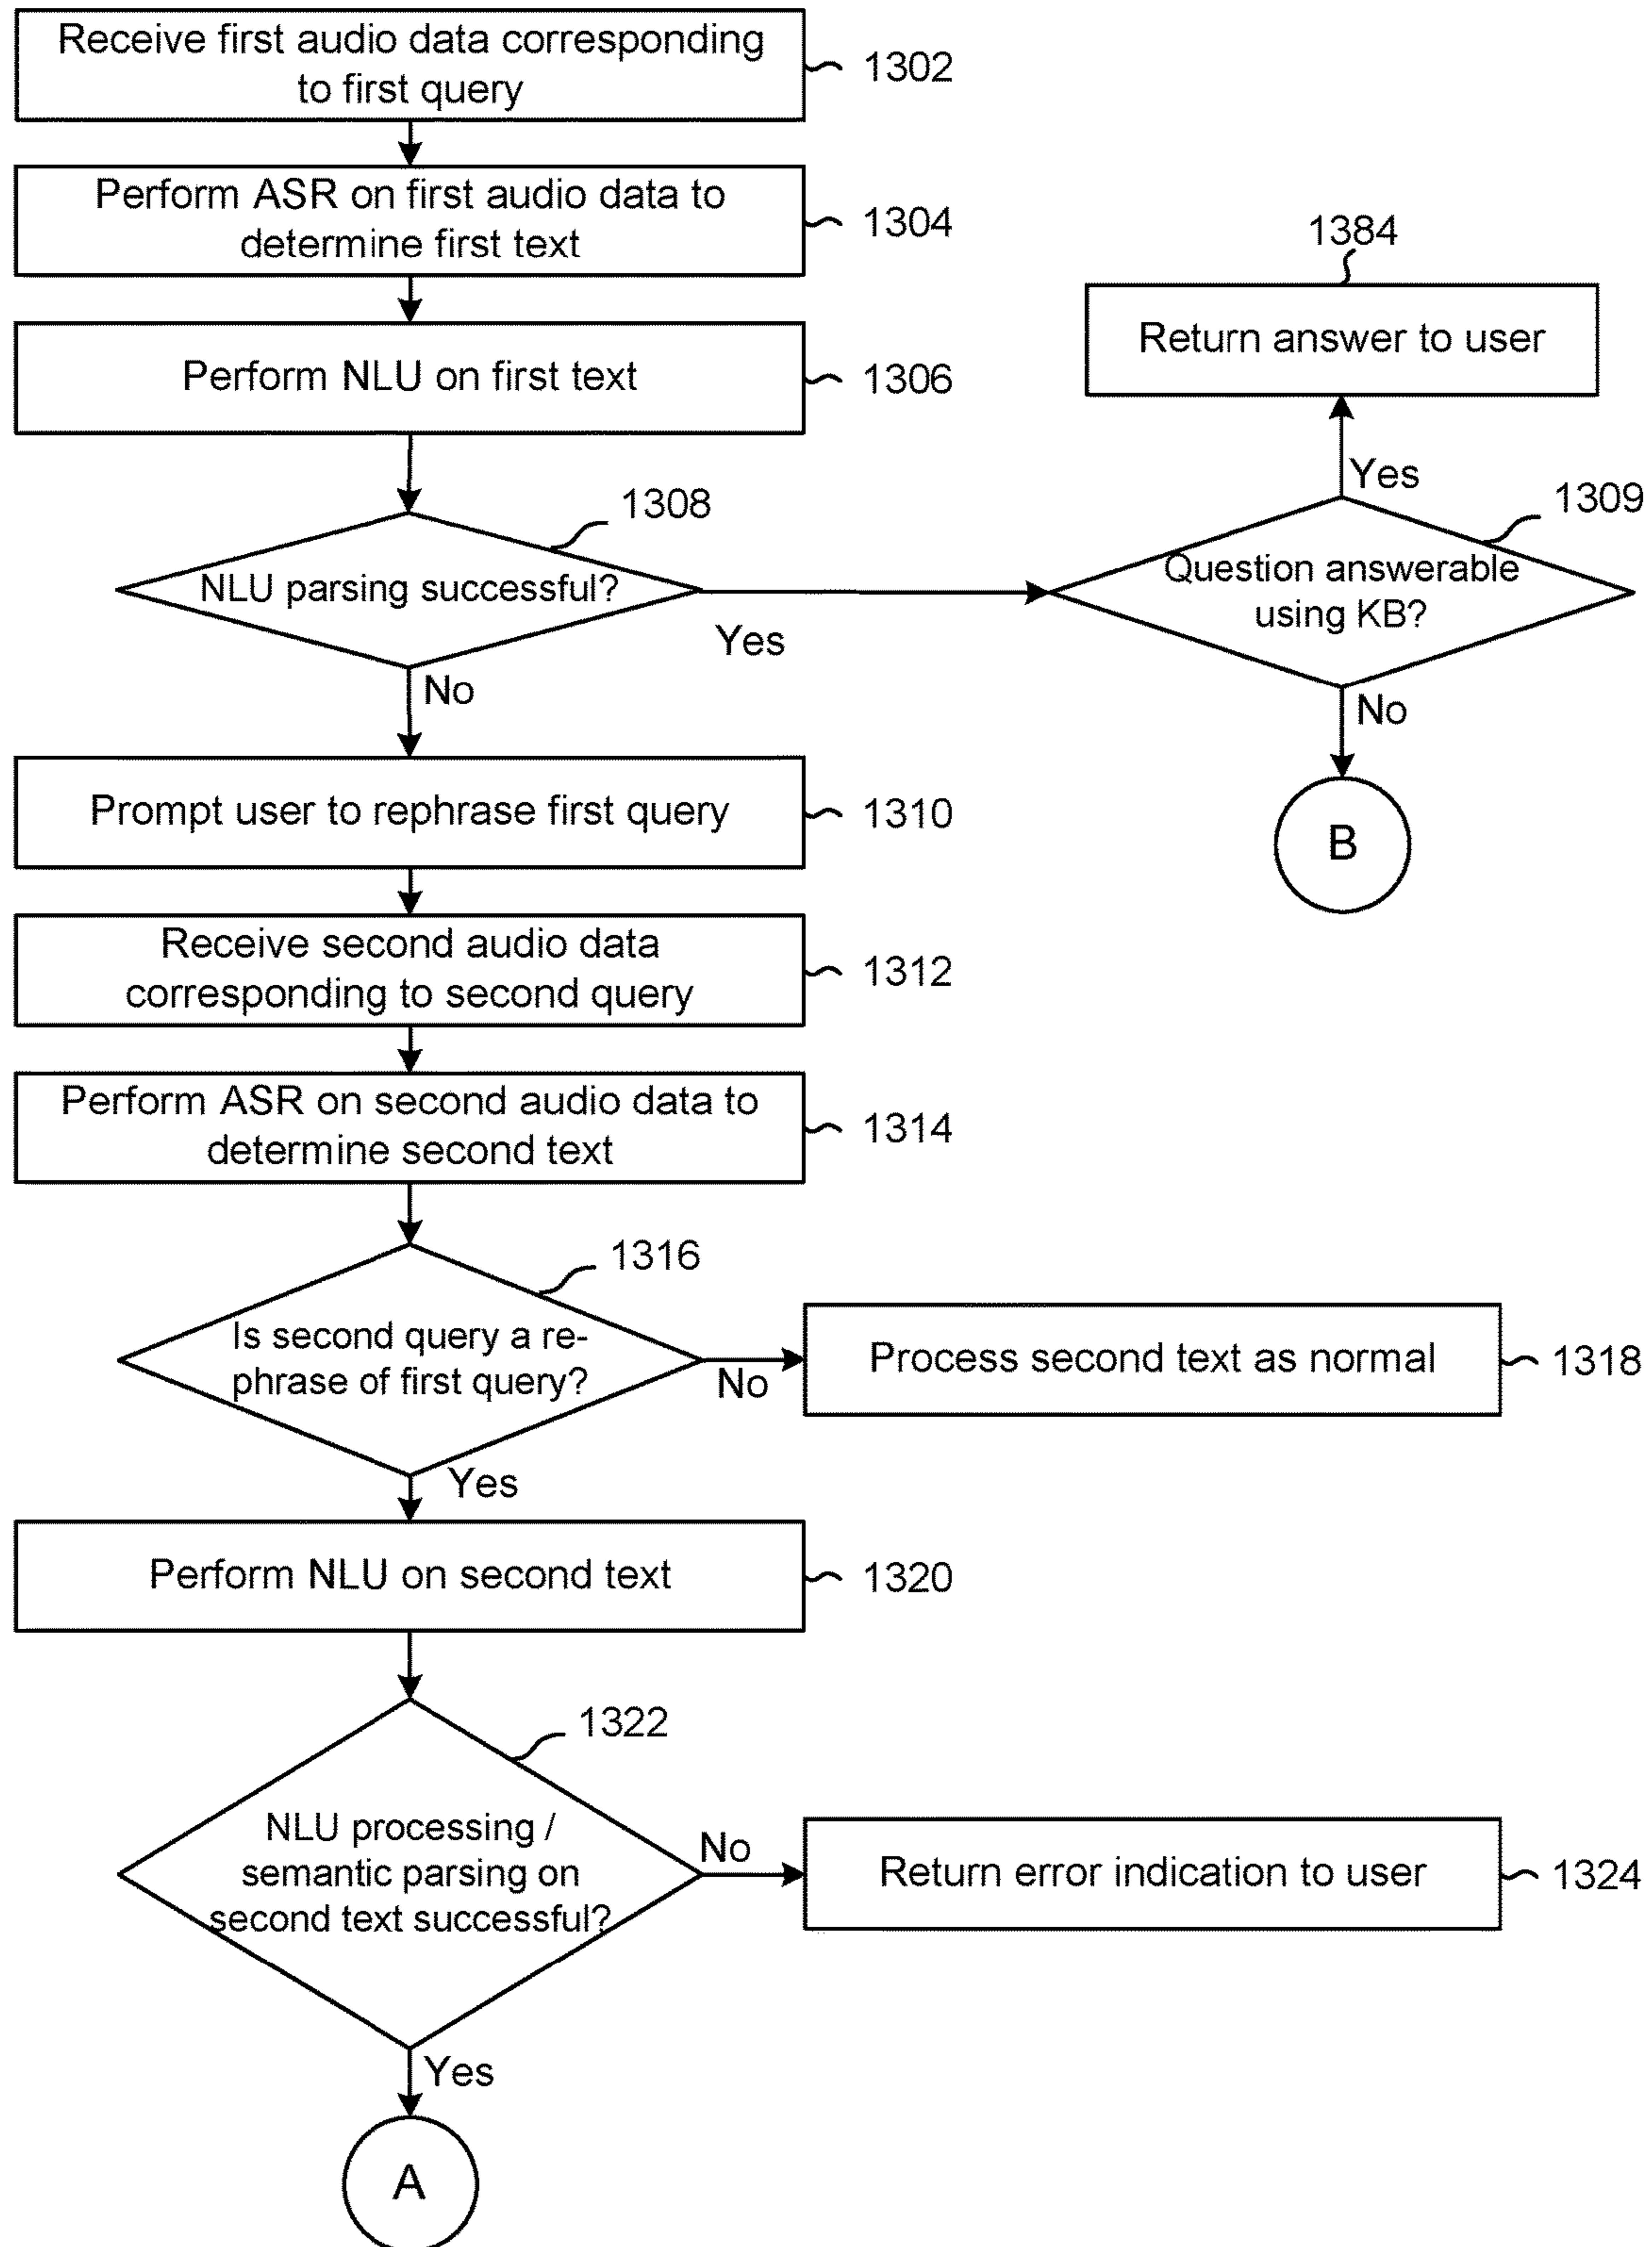 Receive first audio data corresponding
to first query
1302
Perform ASR on first audio data to
determine first text
1304
1384
Return answer to user
Perform NLU on first text
1306
Yes
1309
1308
NLU parsing successful?
Yes
Question answerable
using KB?
No
No
B
Prompt user to rephrase first query
1310
Receive second audio data
corresponding to second query
1312
Perform ASR on second audio data to
determine second text
1314
1316
Is second query a re-
phrase of first query?
No
Process second text as normal
1318
Yes
Perform NLU on second text
1320
1322
NLU processing /
semantic parsing on
second text successful?
No
Return error indication to user
1324
Yes
A